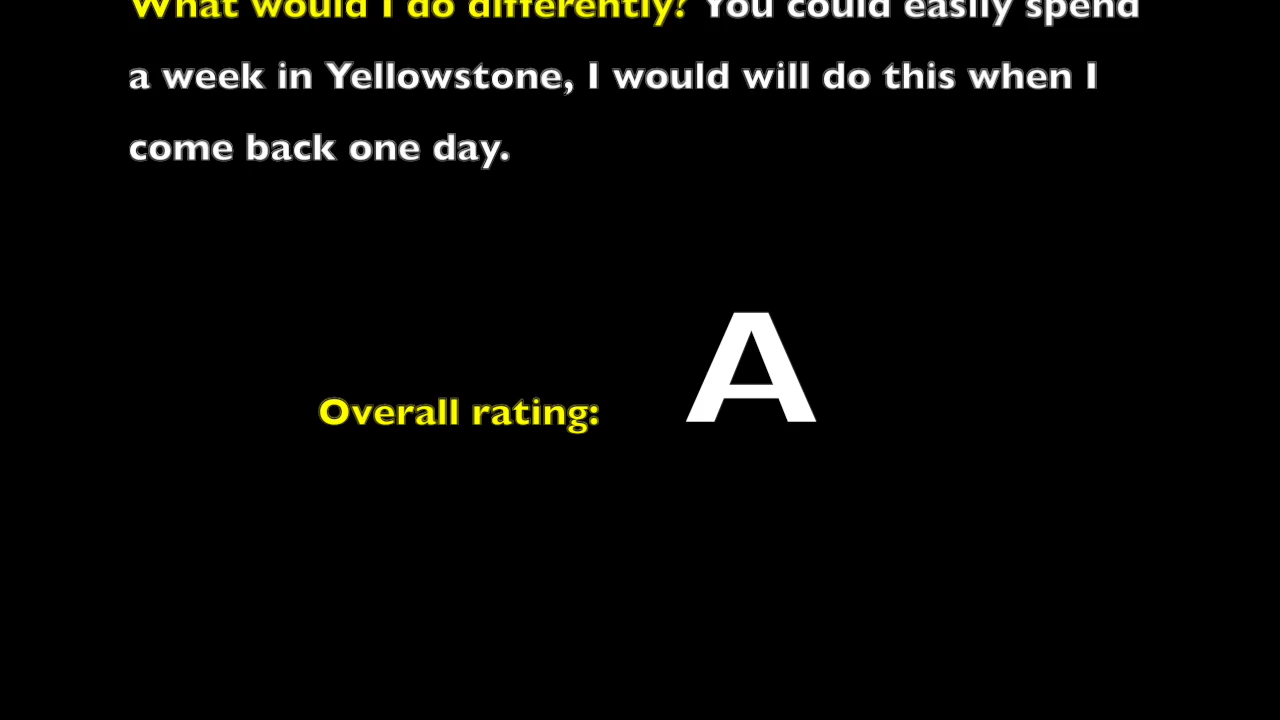 What would I do differently? You could easily spend
a week in Yellowstone, I would will do this when I
come back one day.
Overall rating: A